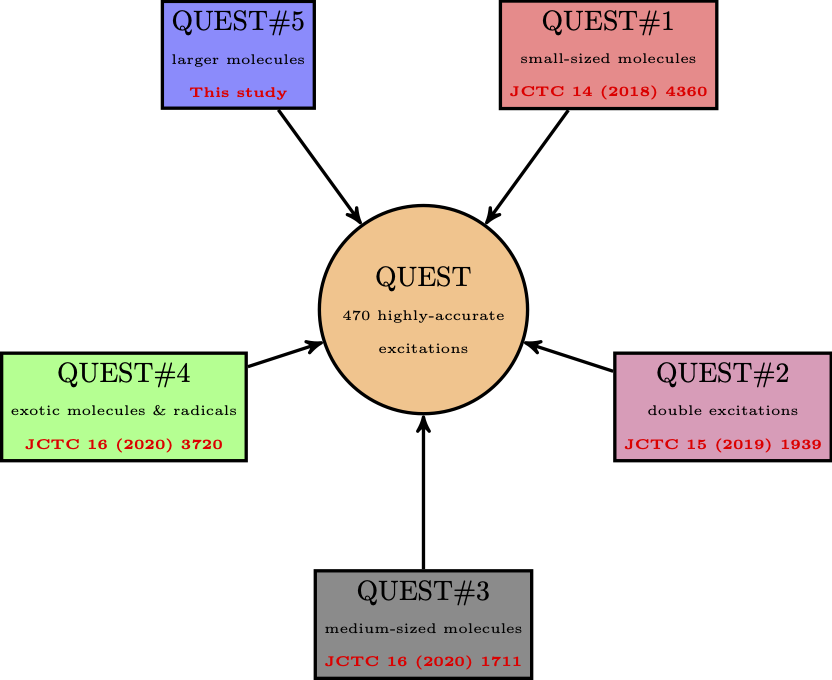 QUEST#5
larger molecules
This study
QUEST#1
small-sized molecules
JCTC 14 (2018) 4360
QUEST
470 highly-accurate
excitations
QUEST#4
exotic molecules & radicals
JCTC 16 (2020) 3720
QUEST#2
double excitations
JCTC 15 (2019) 1939
QUEST#3
medium-sized molecules
JCTC 16 (2020) 1711